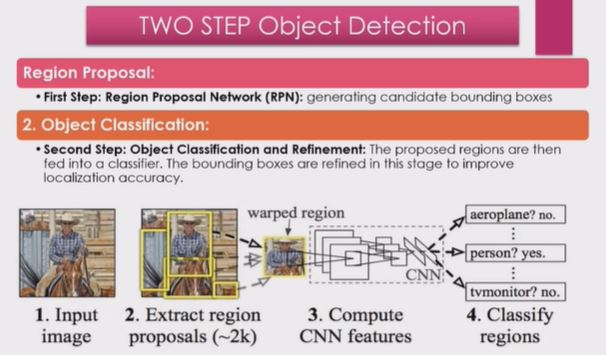 TWO STEP Object Detection
Region Proposal:
• First Step: Region Proposal Network (RPN): generating candidate bounding boxes
2. Object Classification:
• Second Step: Object Classification and Refinement: The proposed regions are then
fed into a classifier. The bounding boxes are refined in this stage to improve
localization accuracy.
warped region
aeroplane? no.
person? yes.
tvmonitor? no.
CNN
1. Input
image
2. Extract region
proposals (~2k)
3. Compute
CNN features
4. Classify
regions